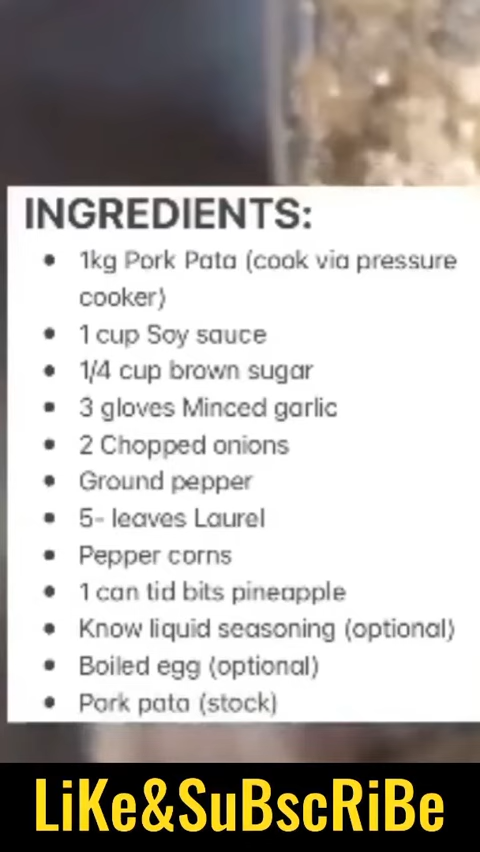 INGREDIENTS:
• 1kg Pork Pata (cook via pressure
cooker)
• 1 cup Soy sauce
• 1/4 cup brown sugar
• 3 gloves Minced garlic
• 2 Chopped onions
• Ground pepper
• 5- leaves Laurel
• Pepper corns
• 1 can tid bits pineapple
• Know liquid seasoning (optional)
• Boiled egg (optional)
• Pork pata (stock)
LiKe&SuBscRiBe